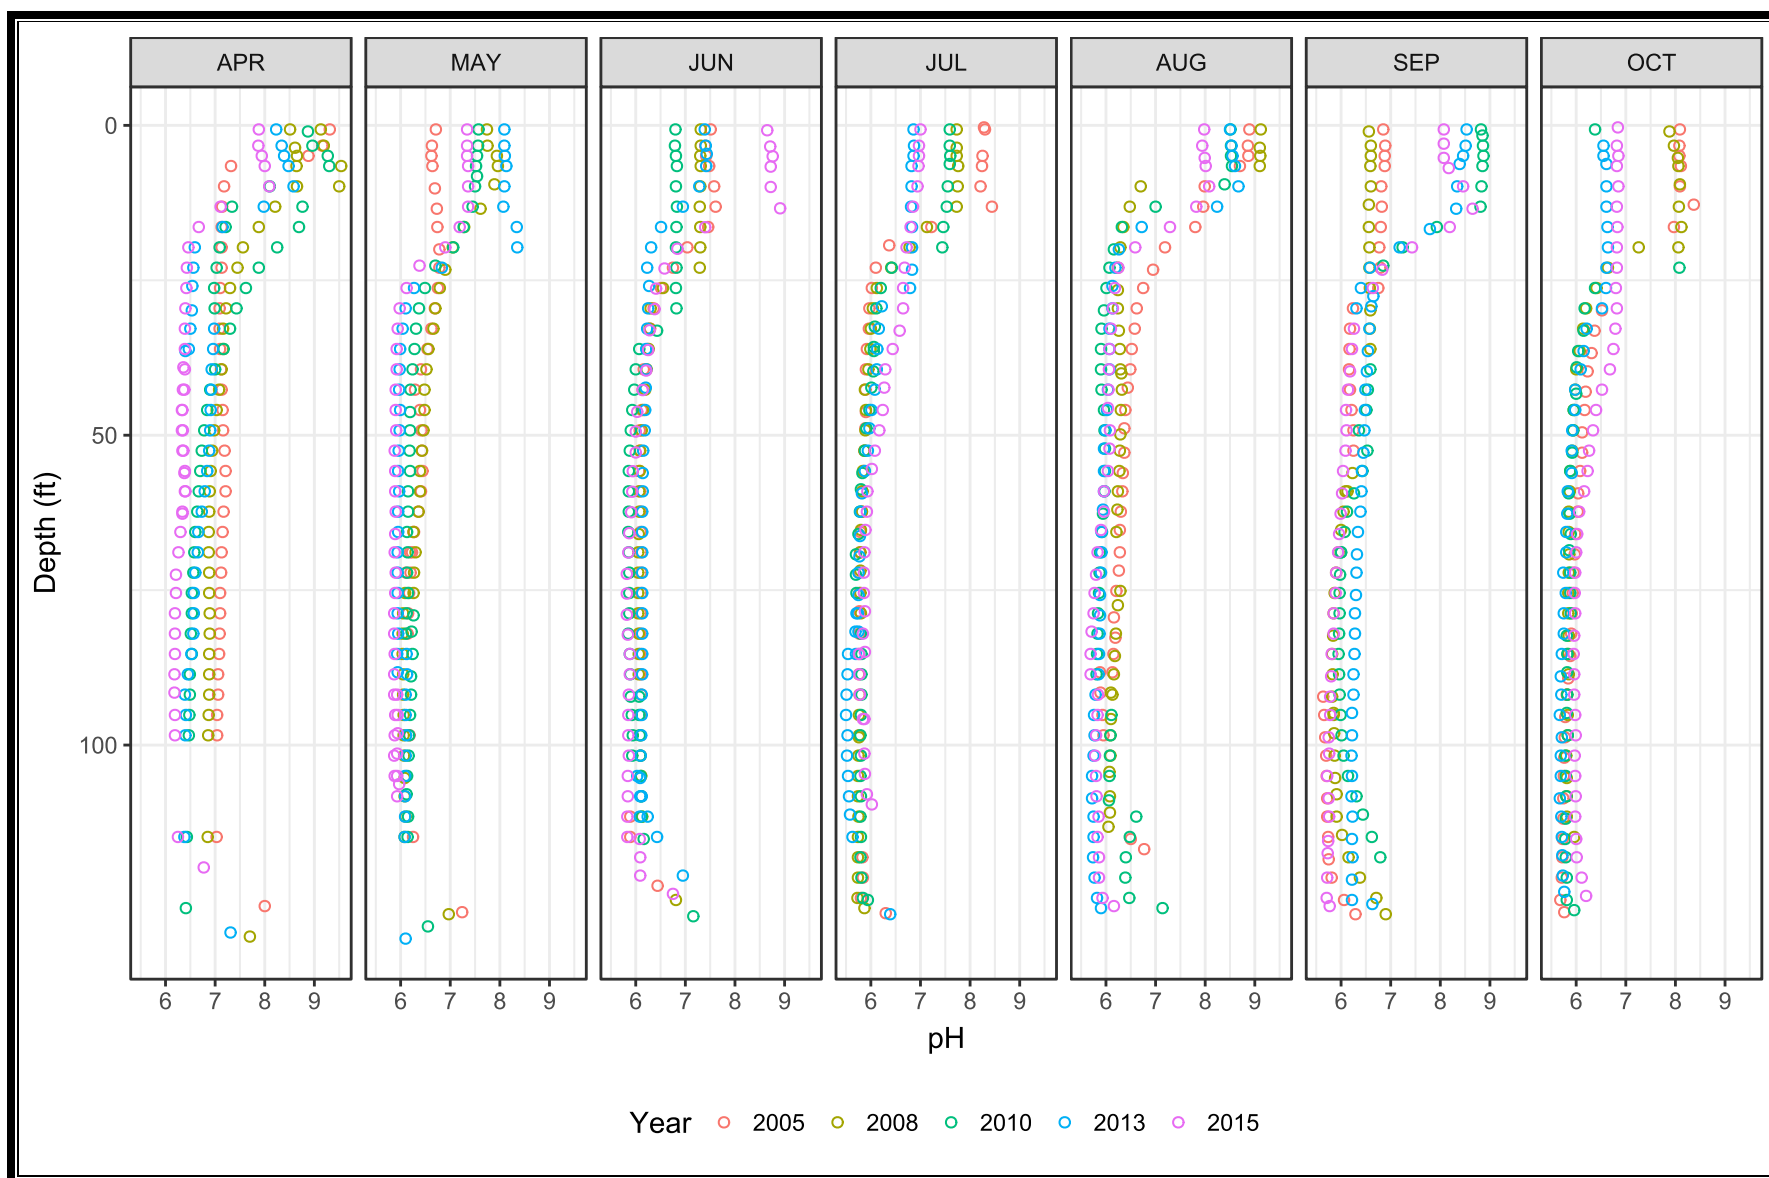 APR MAY JUN JUL AUG SEP OCT
0
50
100
Depth (ft)
6 7 8 9 6 7 8 9 6 7 8 9 6 7 8 9 6 7 8 9 6 7 8 9 6 7 8 9
pH
Year 2005 2008 2010 2013 2015